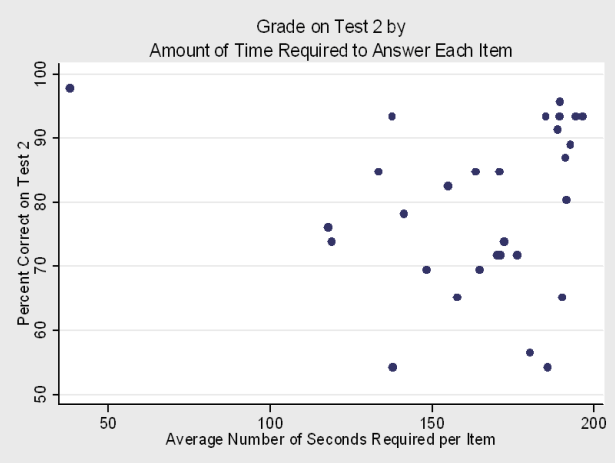 Grade on Test 2 by
Amount of Time Required to Answer Each Item
Percent Correct on Test 2
100
90
80
70
60
50
50
100
150
200
Average Number of Seconds Required per Item